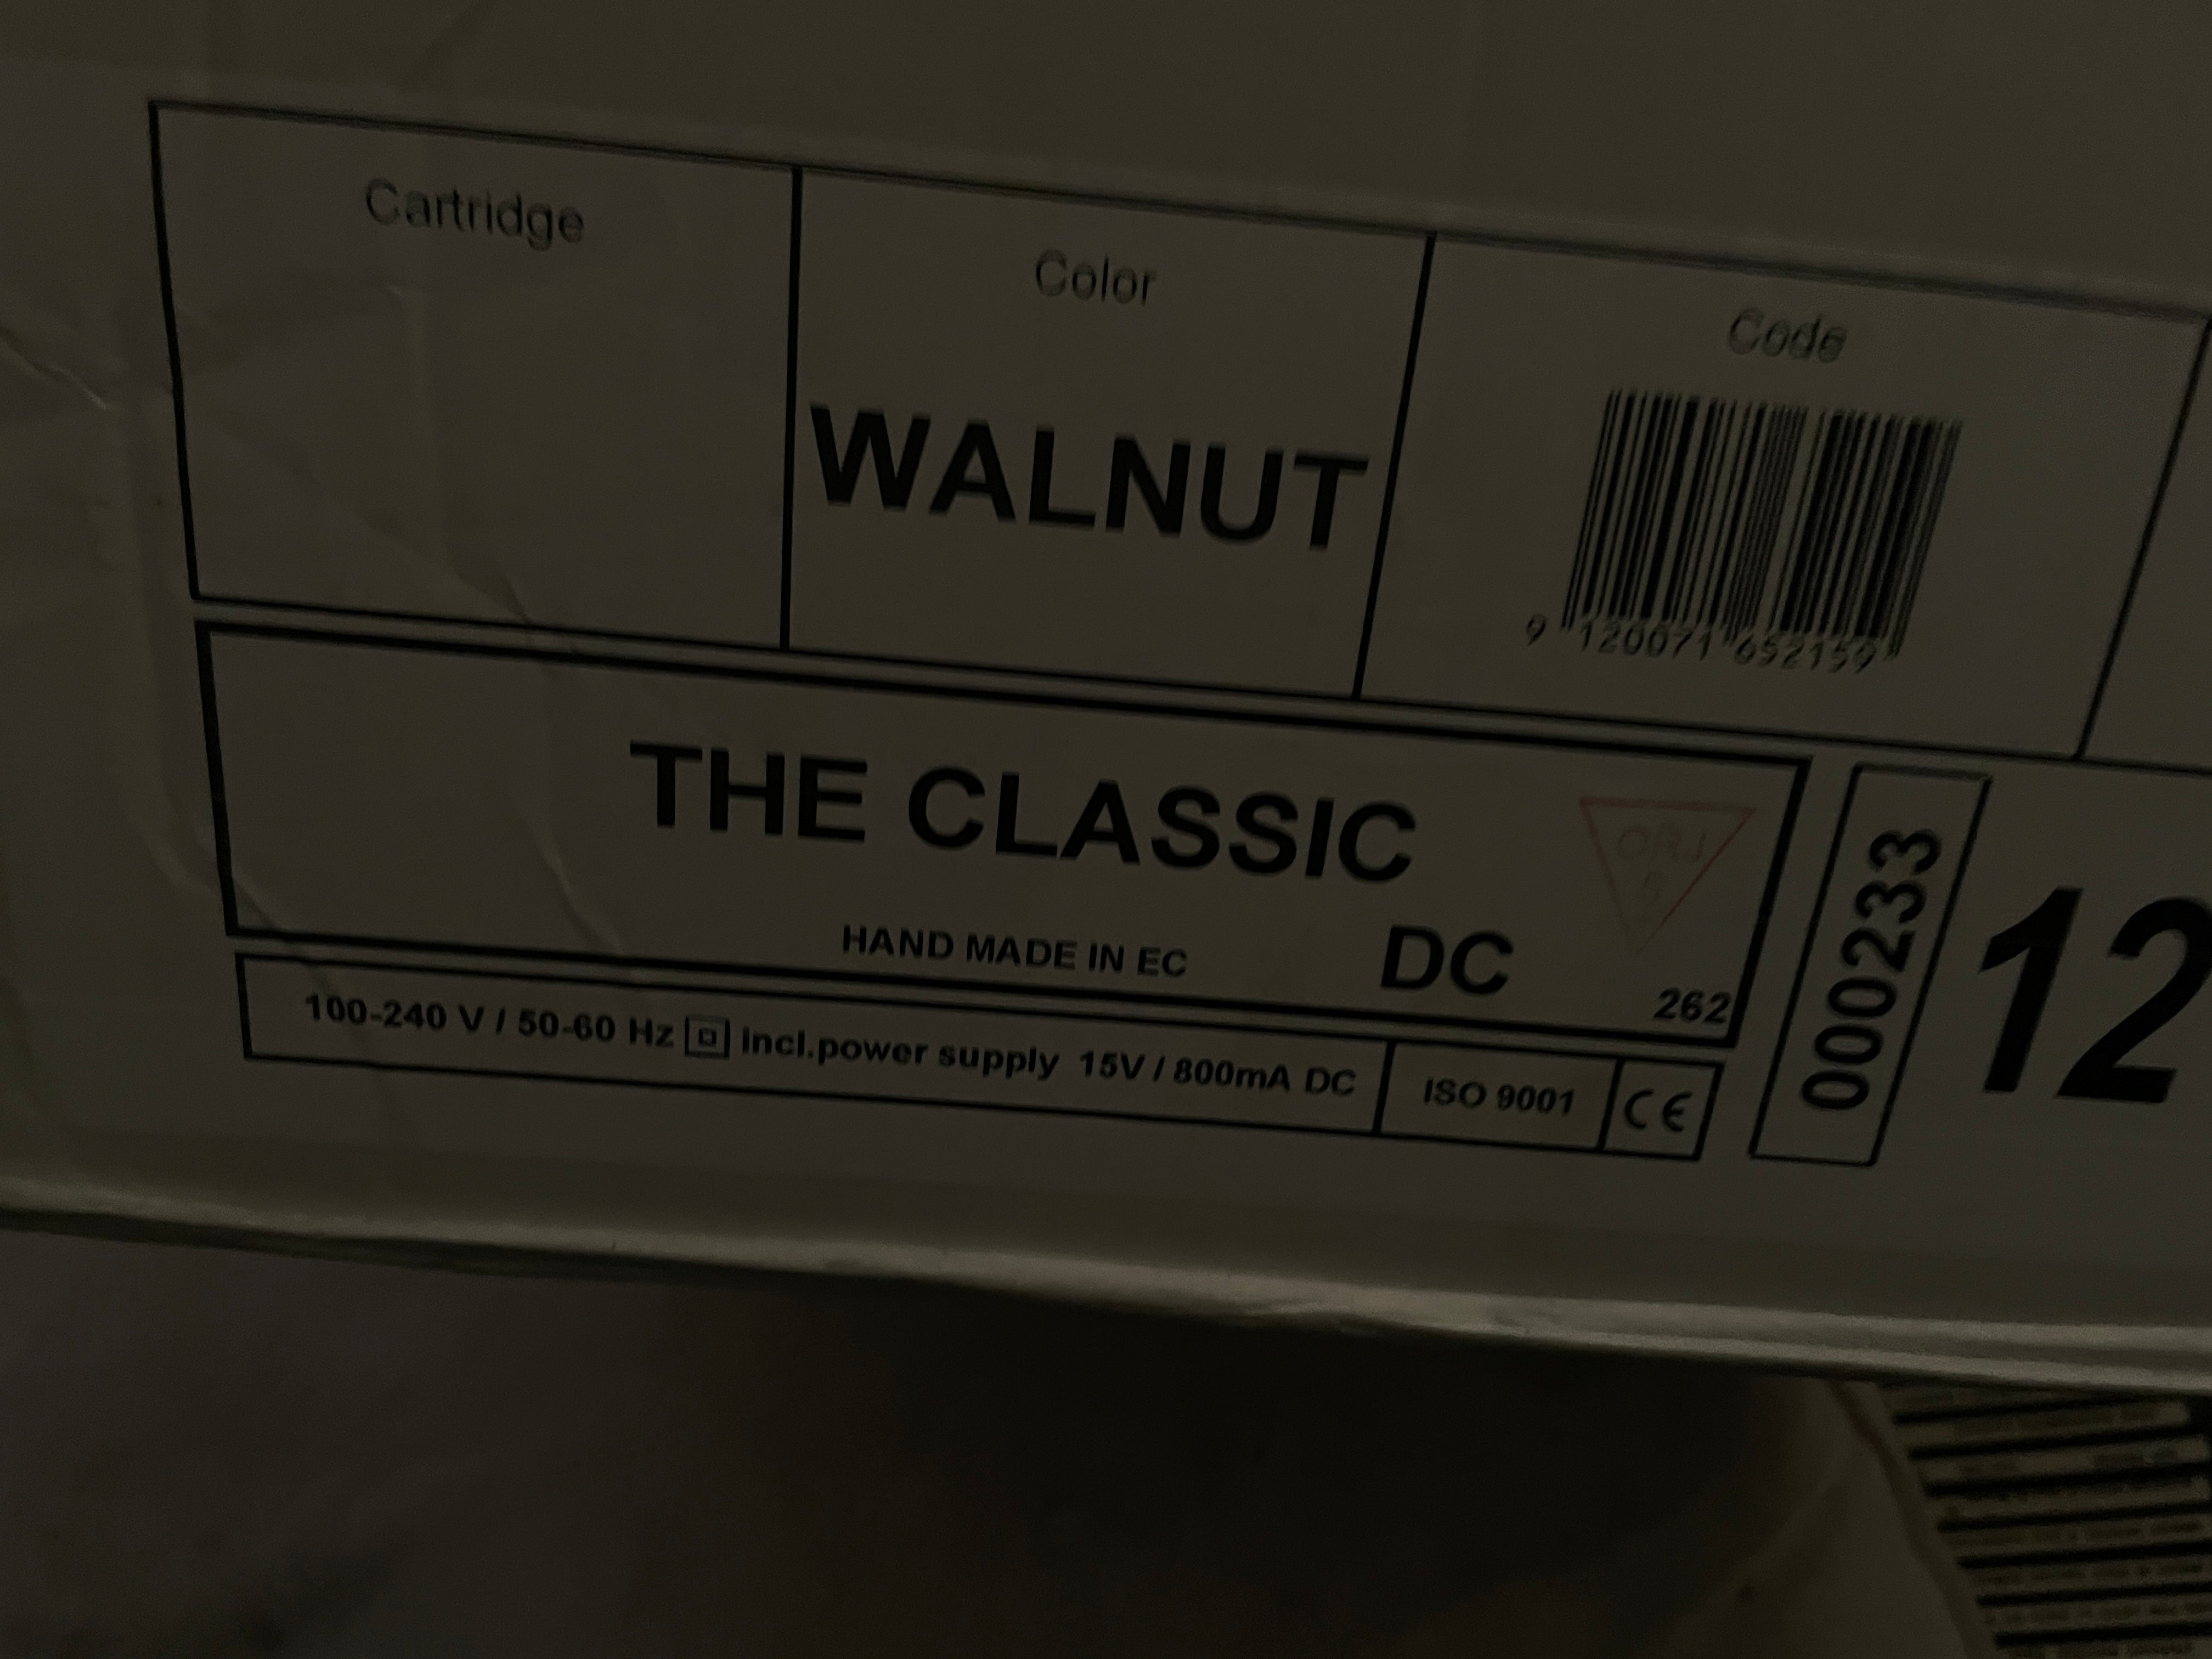 Cartridge
Color
Code
WALNUT
9 120071 652159
THE CLASSIC
HAND MADE IN EC
DC
262
100-240 V / 50-60 Hz incl.power supply 15V / 800mA DC
ISO 9001
CE
000233
12